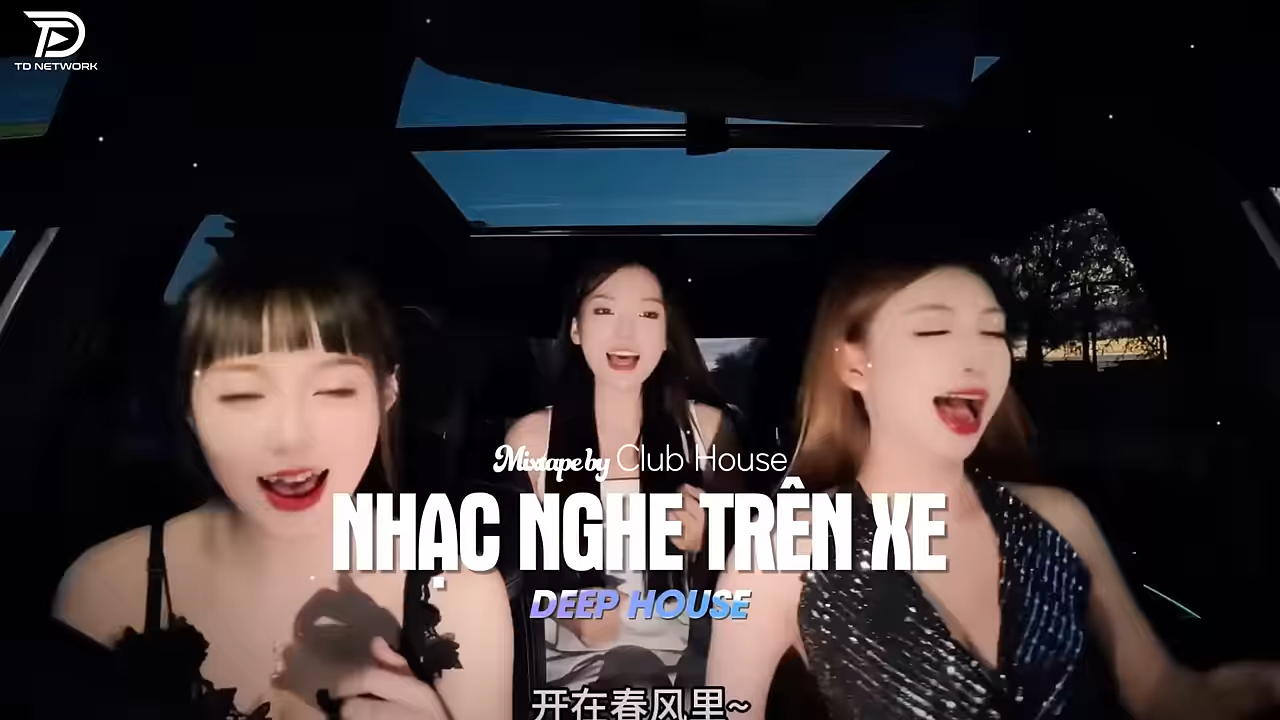 TD NETWORK
Mixtape by Club House
NHẠC NGHE TRÊN XE
DEEP HOUSE
开在春风里~